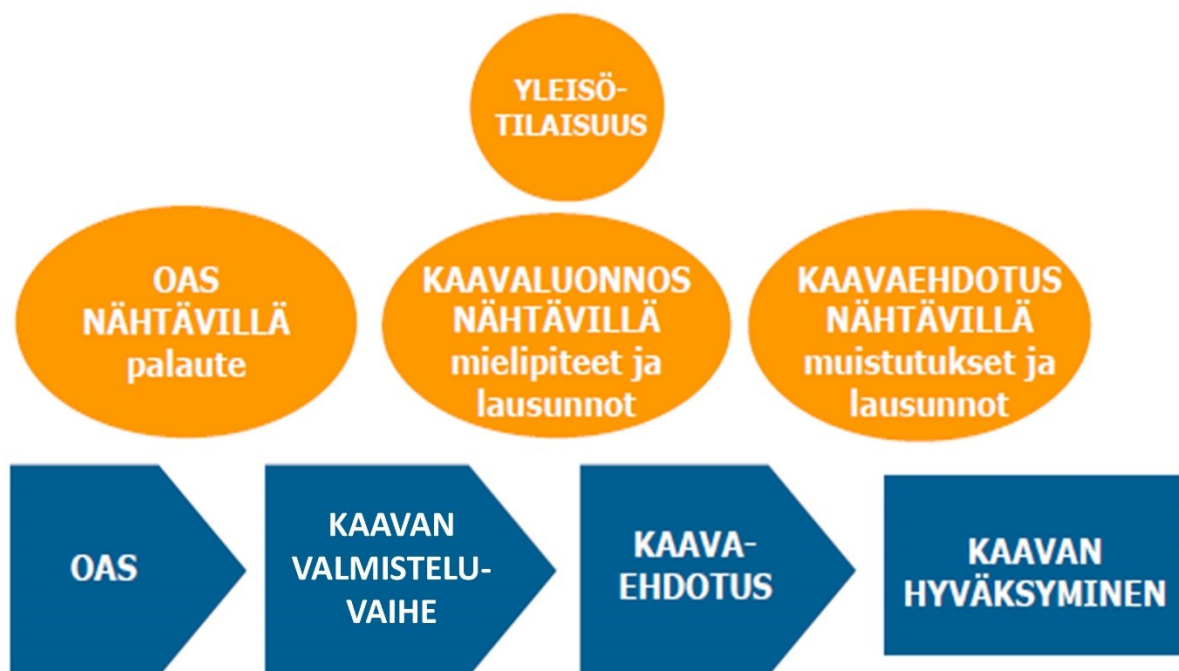 YLEISÖ-
TILAISUUS
OAS
NÄHTÄVILLÄ
palaute
KAAVALUONNOS
NÄHTÄVILLÄ
mielipiteet ja
lausunnot
KAAVAEHDOTUS
NÄHTÄVILLÄ
muistutukset ja
lausunnot
OAS
KAAVAN
VALMISTELU-
VAIHE
KAAVA-
EHDOTUS
KAAVAN
HYVÄKSYMINEN